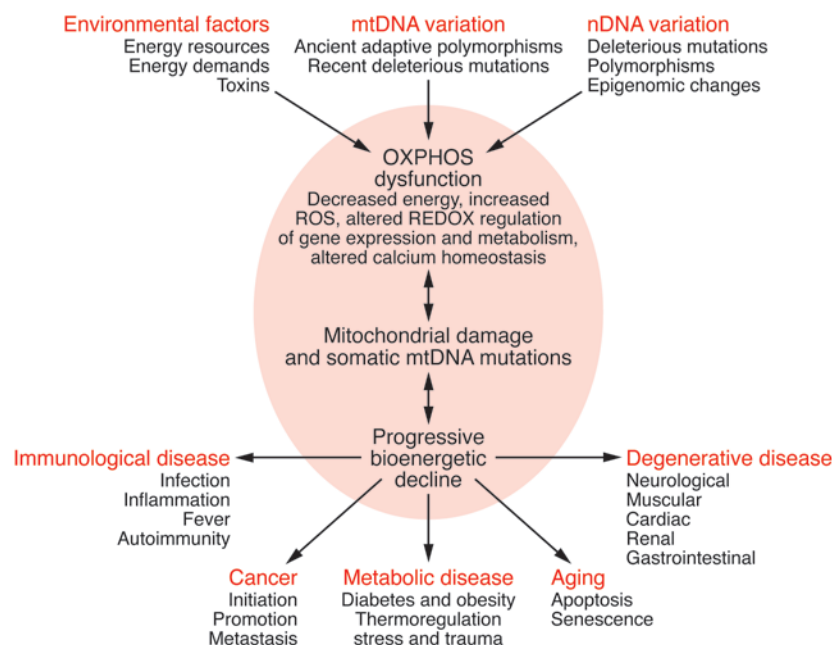 Environmental factors
Energy resources
Energy demands
Toxins
mtDNA variation
Ancient adaptive polymorphisms
Recent deleterious mutations
nDNA variation
Deleterious mutations
Polymorphisms
Epigenomic changes
OXPHOS
dysfunction
Decreased energy, increased
ROS, altered REDOX regulation
of gene expression and metabolism,
altered calcium homeostasis
Mitochondrial damage
and somatic mtDNA mutations
Progressive
bioenergetic
decline
Immunological disease
Infection
Inflammation
Fever
Autoimmunity
Degenerative disease
Neurological
Muscular
Cardiac
Renal
Gastrointestinal
Cancer
Initiation
Promotion
Metastasis
Metabolic disease
Diabetes and obesity
Thermoregulation
stress and trauma
Aging
Apoptosis
Senescence